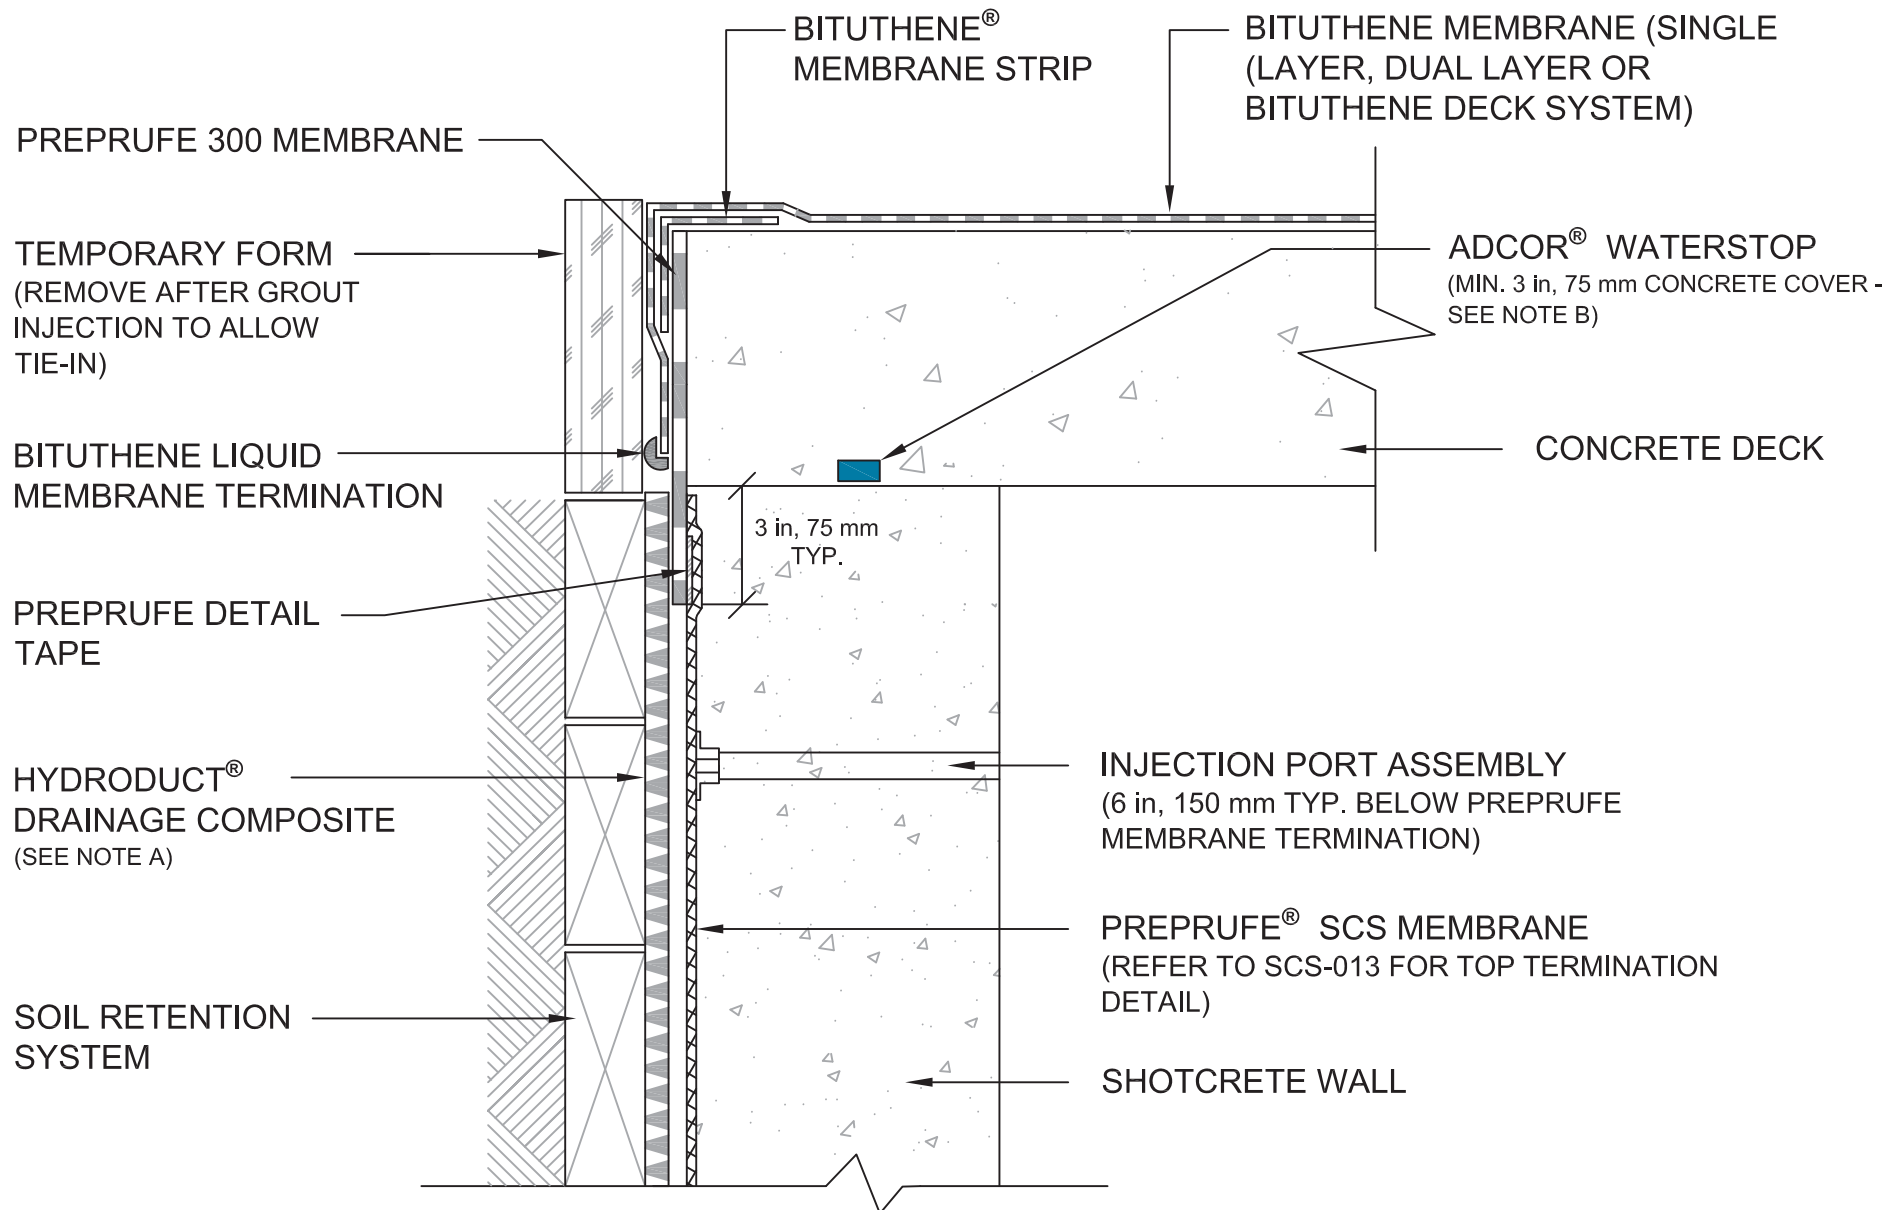 BITUTHENE®
MEMBRANE STRIP
BITUTHENE MEMBRANE (SINGLE
(LAYER, DUAL LAYER OR
BITUTHENE DECK SYSTEM)
PREPRUFE 300 MEMBRANE
TEMPORARY FORM
(REMOVE AFTER GROUT
INJECTION TO ALLOW
TIE-IN)
ADCOR® WATERSTOP
(MIN. 3 in, 75 mm CONCRETE COVER -
SEE NOTE B)
BITUTHENE LIQUID
MEMBRANE TERMINATION
CONCRETE DECK
3 in, 75 mm
TYP.
PREPRUFE DETAIL
TAPE
HYDRODUCT®
DRAINAGE COMPOSITE
(SEE NOTE A)
INJECTION PORT ASSEMBLY
(6 in, 150 mm TYP. BELOW PREPRUFE
MEMBRANE TERMINATION)
PREPRUFE® SCS MEMBRANE
(REFER TO SCS-013 FOR TOP TERMINATION
DETAIL)
SOIL RETENTION
SYSTEM
SHOTCRETE WALL